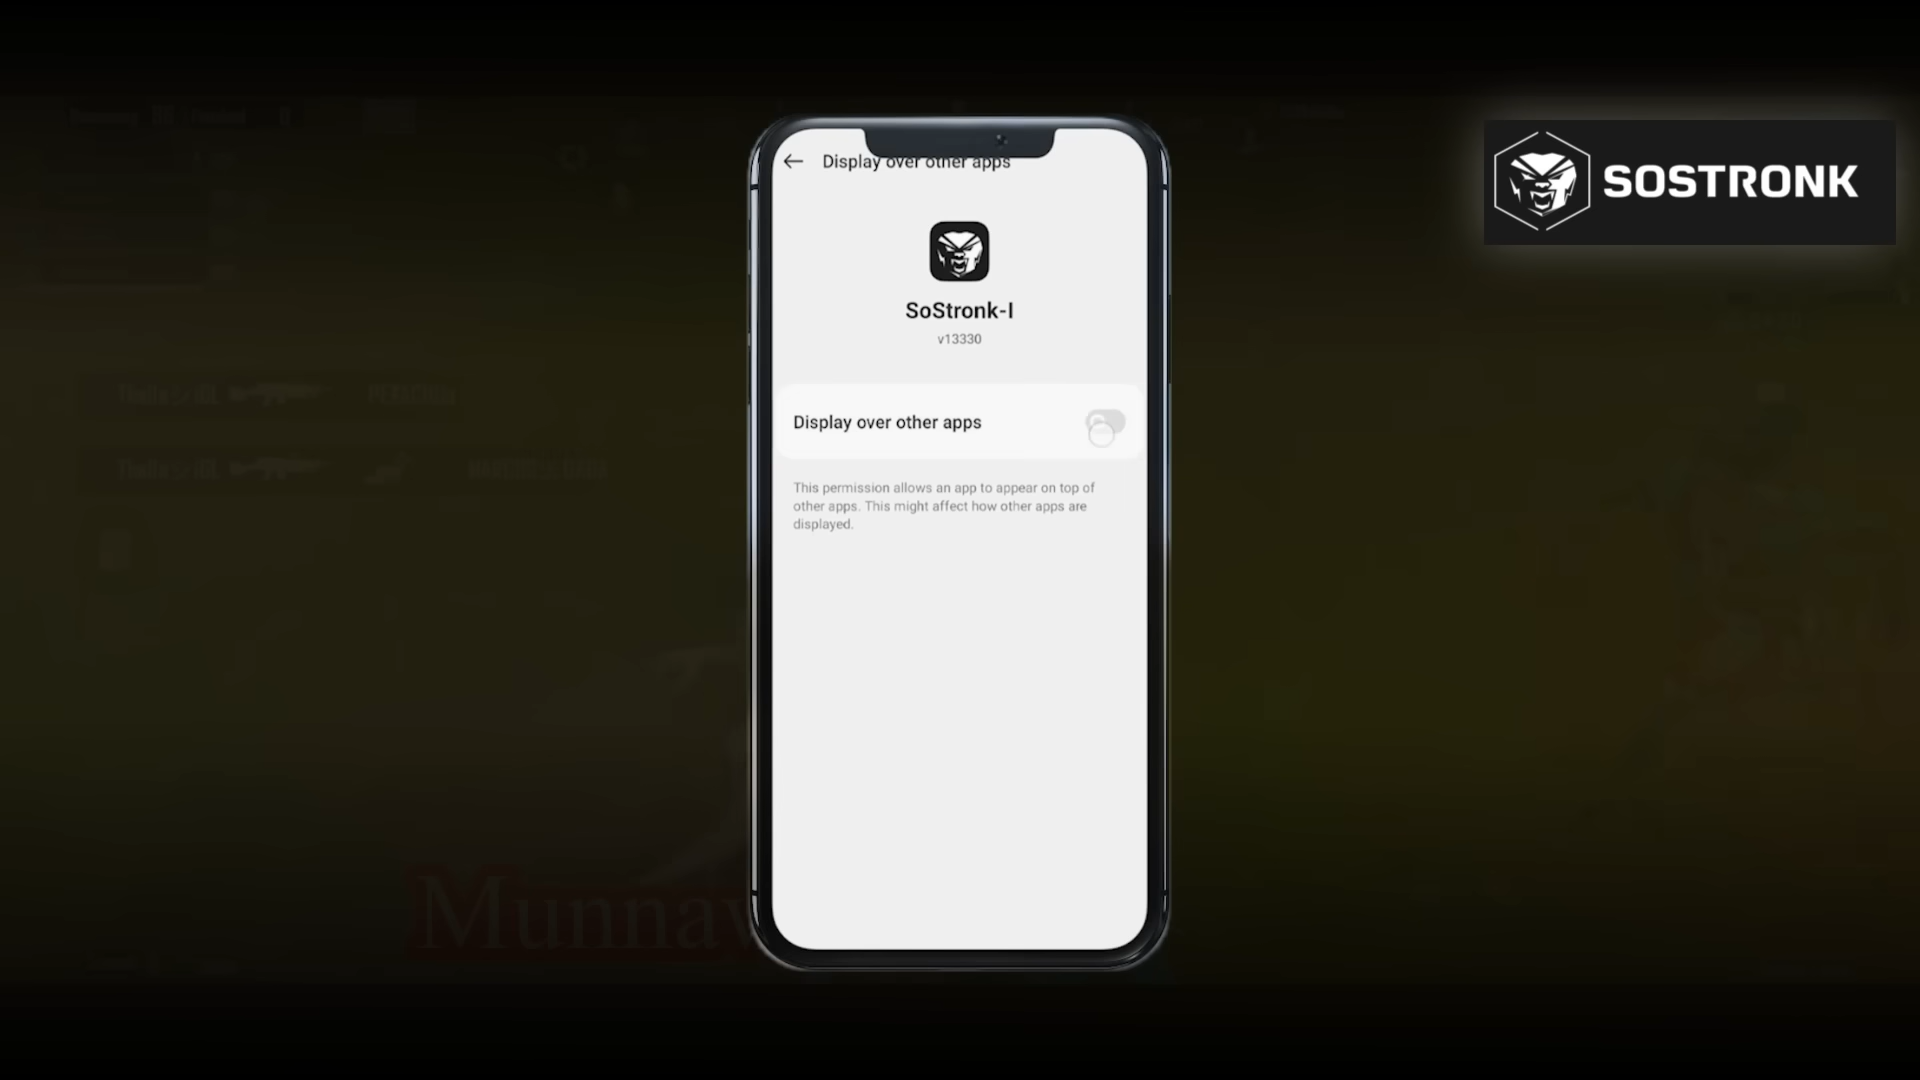 Display over other apps
SOSTRONK
SoStronk-I
v13330
Display over other apps
This permission allows an app to appear on top of
other apps. This might affect how other apps are
displayed.